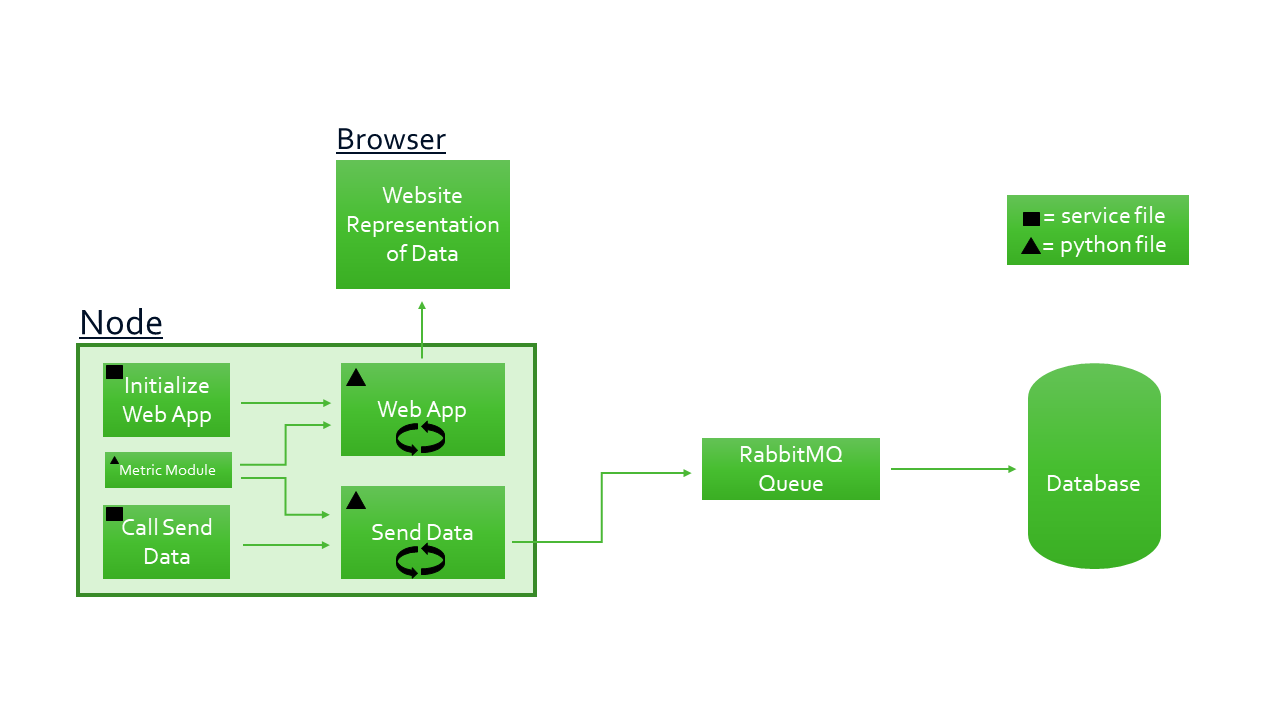 Browser
Website
Representation
of Data
= service file
= python file
Node
Initialize
Web App
Web App
Metric Module
Call Send
Data
Send Data
RabbitMQ
Queue
Database